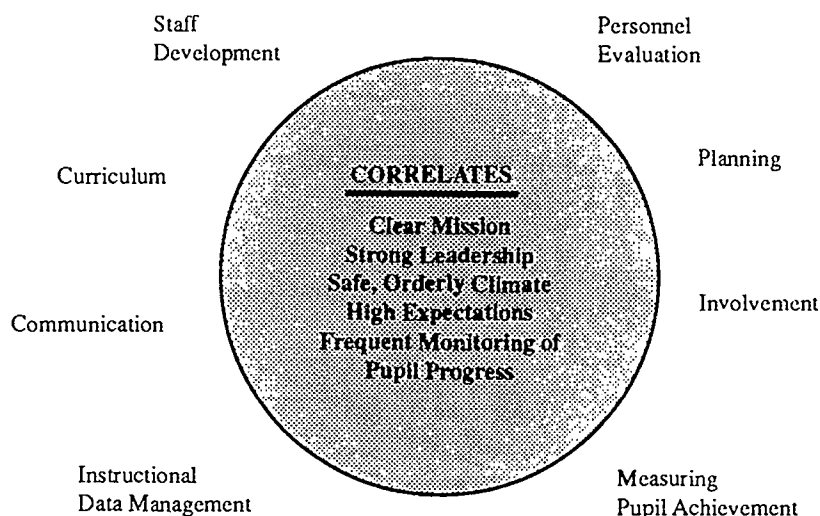 Staff
Development
Personnel
Evaluation
Curriculum
Planning
CORRELATES
Clear Mission
Strong Leadership
Safe, Orderly Climate
High Expectations
Frequent Monitoring of
Pupil Progress
Communication
Involvement
Instructional
Data Management
Measuring
Pupil Achievement